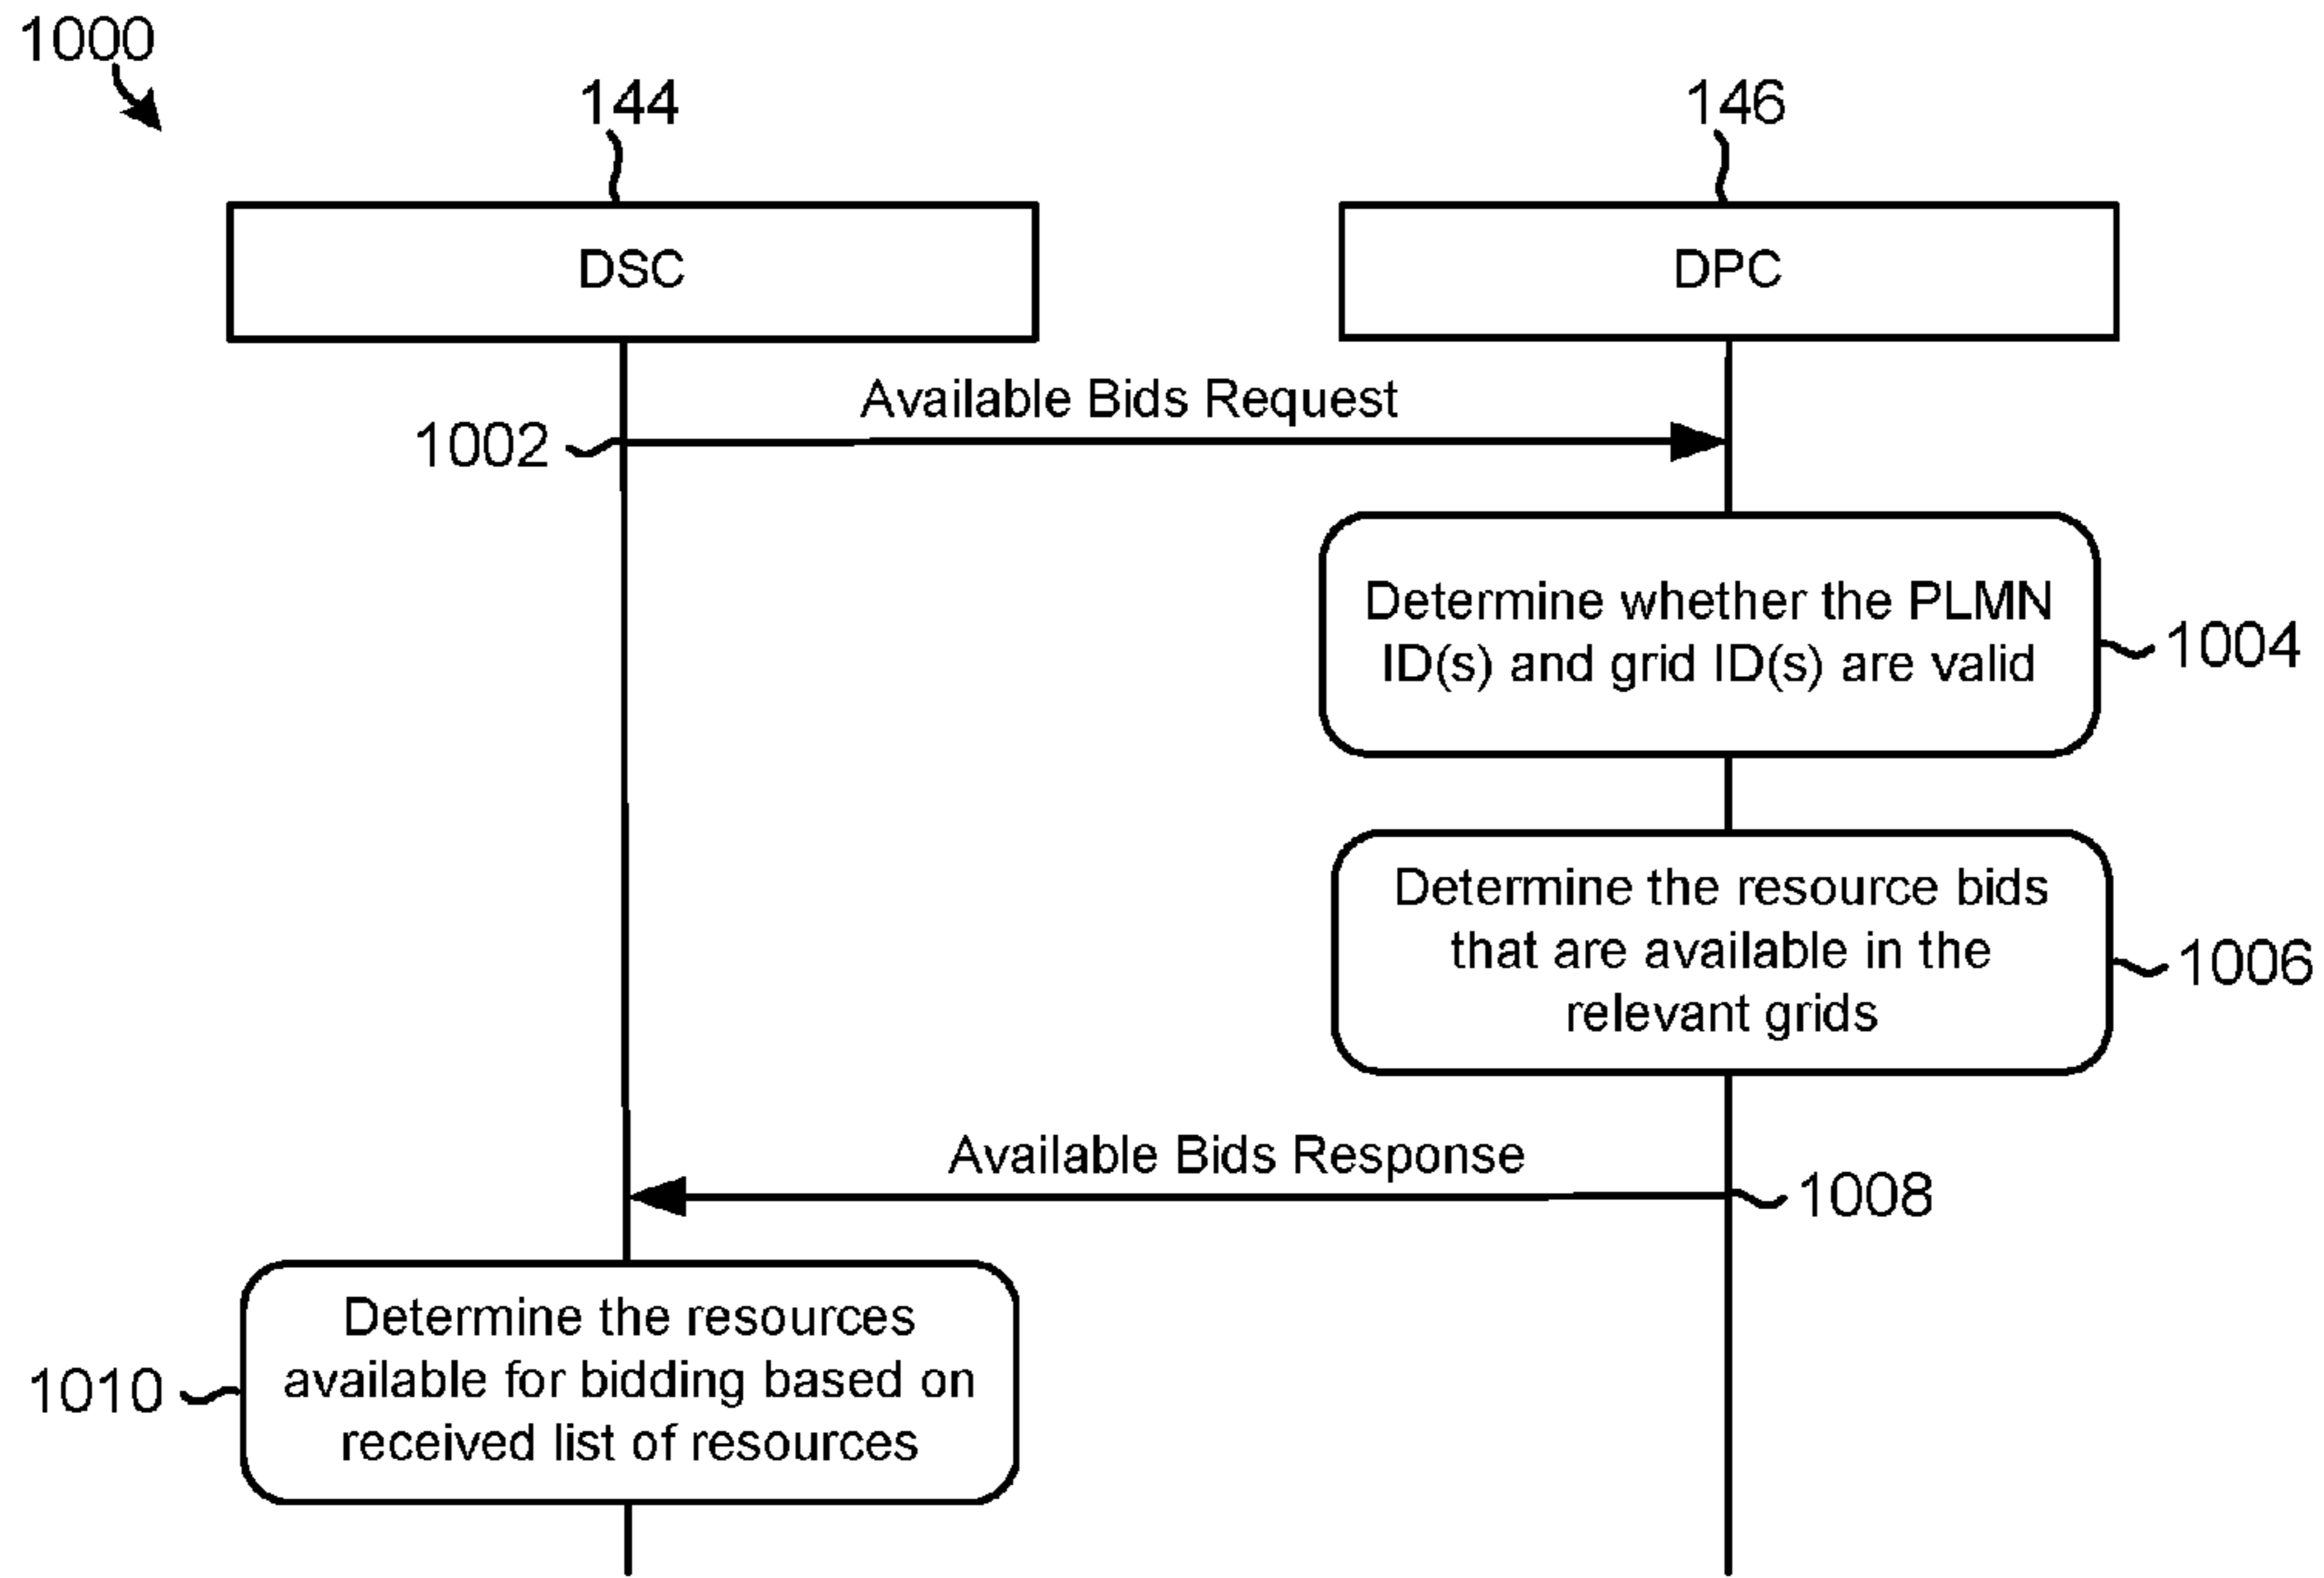 1000
144
146
DSC
DPC
Available Bids Request
1002
Determine whether the PLMN
ID(s) and grid ID(s) are valid
1004
Determine the resource bids
that are available in the
relevant grids
1006
Available Bids Response
1008
Determine the resources
available for bidding based on
received list of resources
1010